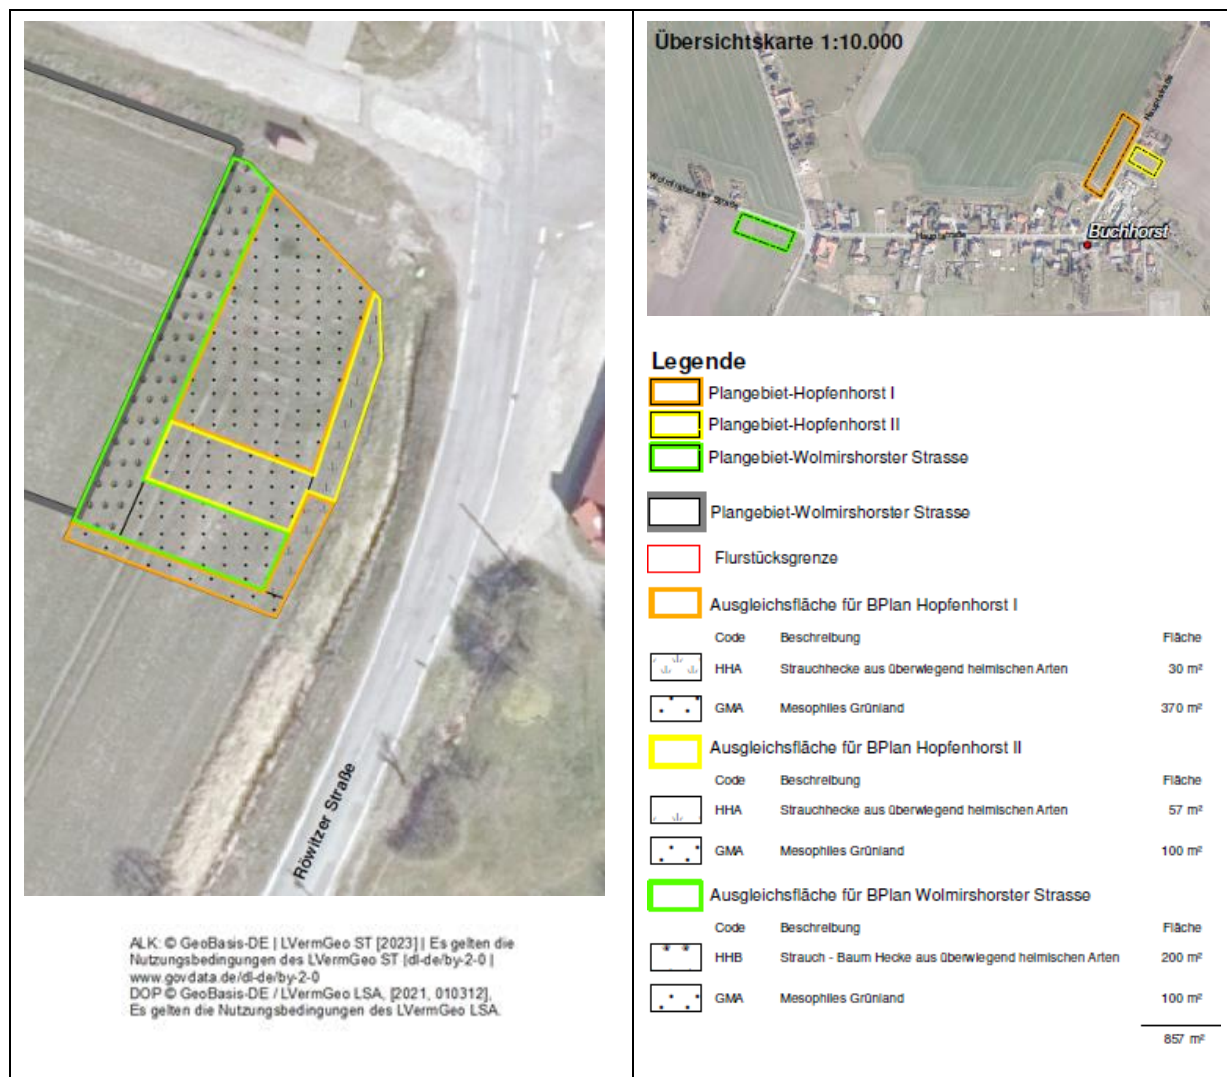 Röwitzer Straße
ALK: © GeoBasis-DE | LVermGeo ST [2023] | Es gelten die
Nutzungsbedingungen des LVermGeo ST |dl-de/by-2-0 |
www.govdata.de/dl-de/by-2-0
DOP © GeoBasis-DE / LVermGeo LSA, [2021, 010312],
Es gelten die Nutzungsbedingungen des LVermGeo LSA.
Übersichtskarte 1:10.000
Hauptstraße
Wolmirshorster Straße
Hauptstraße
Buchhorst
Legende
Plangebiet-Hopfenhorst I
Plangebiet-Hopfenhorst II
Plangebiet-Wolmirshorster Strasse
Plangebiet-Wolmirshorster Strasse
Flurstücksgrenze
Ausgleichsfläche für BPlan Hopfenhorst I
Code Beschreibung Fläche
HHA Strauchhecke aus überwiegend heimischen Arten 30 m²
GMA Mesophiles Grünland 370 m²
Ausgleichsfläche für BPlan Hopfenhorst II
Code Beschreibung Fläche
HHA Strauchhecke aus überwiegend heimischen Arten 57 m²
GMA Mesophiles Grünland 100 m²
Ausgleichsfläche für BPlan Wolmirshorster Strasse
Code Beschreibung Fläche
HHB Strauch - Baum Hecke aus überwiegend heimischen Arten 200 m²
GMA Mesophiles Grünland 100 m²
857 m²